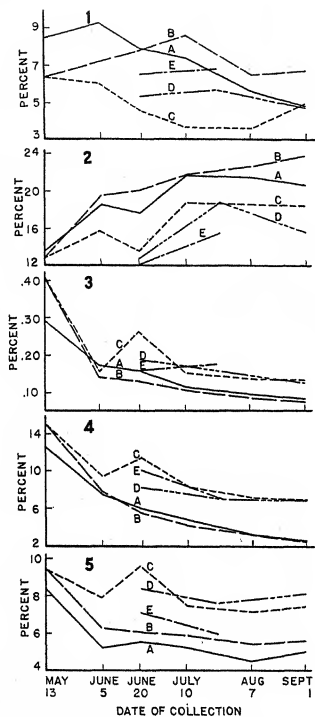 1
PERCENT
9
7
5
3
B
A
E
D
C
2
PERCENT
24
20
16
12
B
A
C
D
E
3
PERCENT
.40
.30
.20
.10
C
D
A
E
B
4
PERCENT
14
10
6
2
C
E
D
A
B
5
PERCENT
10
8
6
4
C
D
E
B
A
MAY 13
JUNE 5
JUNE 20
JULY 10
AUG 7
SEPT 1
DATE OF COLLECTION